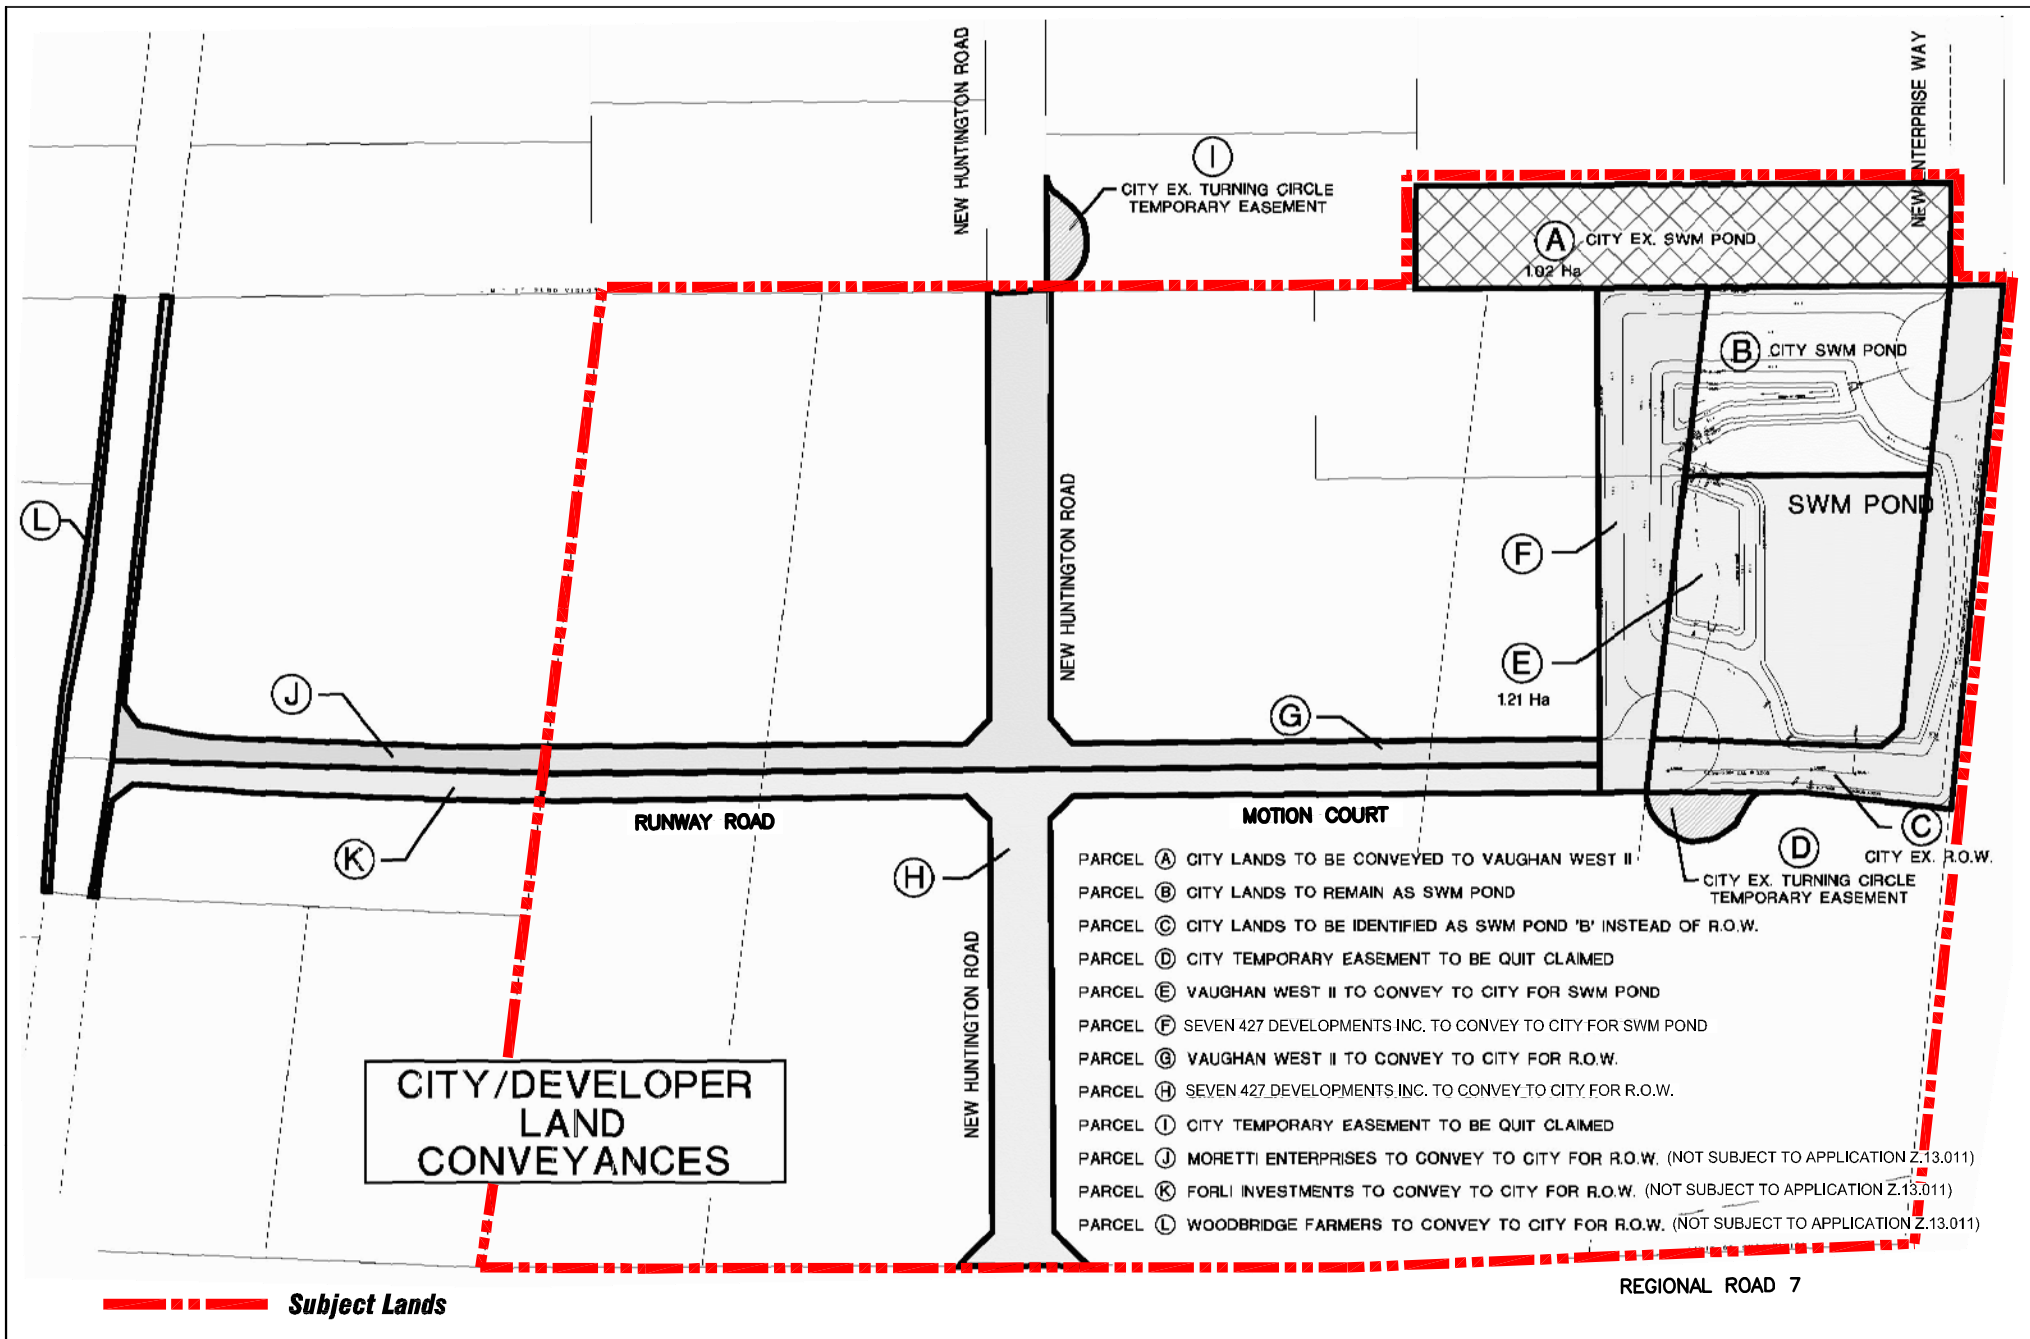 NEW HUNTINGTON ROAD
NEW ENTERPRISE WAY
I
CITY EX. TURNING CIRCLE
TEMPORARY EASEMENT
A CITY EX. SWM POND
1.02 Ha
B CITY SWM POND
L
SWM POND
F
NEW HUNTINGTON ROAD
E
1.21 Ha
J
G
RUNWAY ROAD
MOTION COURT
K
H
C
CITY EX. R.O.W.
D
CITY EX. TURNING CIRCLE
TEMPORARY EASEMENT
NEW HUNTINGTON ROAD
PARCEL A CITY LANDS TO BE CONVEYED TO VAUGHAN WEST II
PARCEL B CITY LANDS TO REMAIN AS SWM POND
PARCEL C CITY LANDS TO BE IDENTIFIED AS SWM POND 'B' INSTEAD OF R.O.W.
PARCEL D CITY TEMPORARY EASEMENT TO BE QUIT CLAIMED
PARCEL E VAUGHAN WEST II TO CONVEY TO CITY FOR SWM POND
PARCEL F SEVEN 427 DEVELOPMENTS INC. TO CONVEY TO CITY FOR SWM POND
PARCEL G VAUGHAN WEST II TO CONVEY TO CITY FOR R.O.W.
PARCEL H SEVEN 427 DEVELOPMENTS INC. TO CONVEY TO CITY FOR R.O.W.
PARCEL I CITY TEMPORARY EASEMENT TO BE QUIT CLAIMED
PARCEL J MORETTI ENTERPRISES TO CONVEY TO CITY FOR R.O.W. (NOT SUBJECT TO APPLICATION Z.13.011)
PARCEL K FORLI INVESTMENTS TO CONVEY TO CITY FOR R.O.W. (NOT SUBJECT TO APPLICATION Z.13.011)
PARCEL L WOODBRIDGE FARMERS TO CONVEY TO CITY FOR R.O.W. (NOT SUBJECT TO APPLICATION Z.13.011)
CITY/DEVELOPER
LAND
CONVEYANCES
REGIONAL ROAD 7
Subject Lands